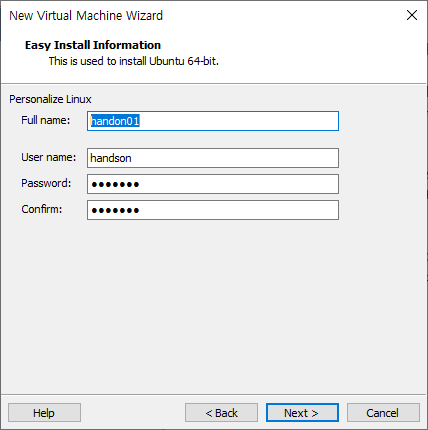 New Virtual Machine Wizard
Easy Install Information
This is used to install Ubuntu 64-bit.
Personalize Linux
Full name: handon01
User name: handson
Password: ●●●●●●●
Confirm: ●●●●●●●
Help < Back Next > Cancel